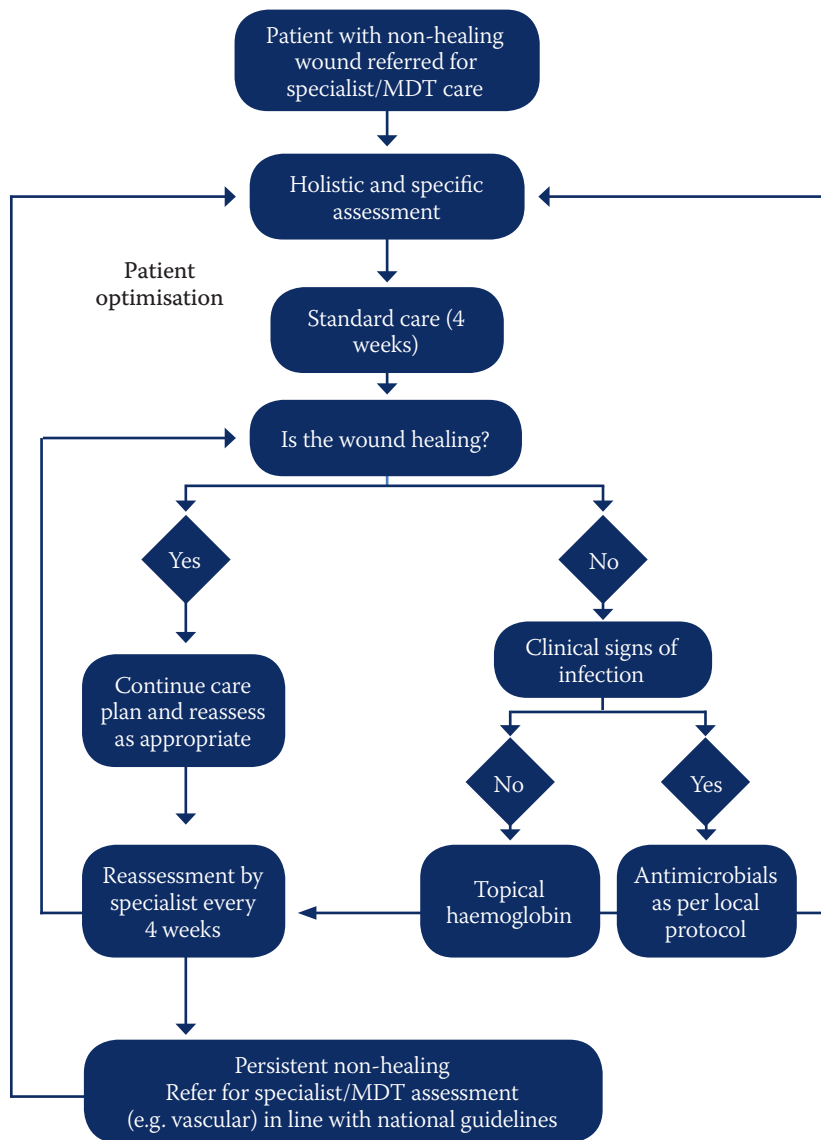 Patient with non-healing
wound referred for
specialist/MDT care
Holistic and specific
assessment
Patient
optimisation
Standard care (4
weeks)
Is the wound healing?
Yes
No
Clinical signs of
infection
Continue care
plan and reassess
as appropriate
No
Yes
Reassessment by
specialist every
4 weeks
Topical
haemoglobin
Antimicrobials
as per local
protocol
Persistent non-healing
Refer for specialist/MDT assessment
(e.g. vascular) in line with national guidelines